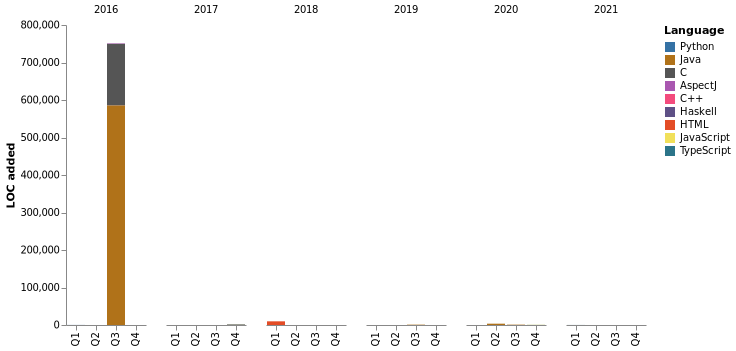 2016 2017 2018 2019 2020 2021
Language
Python
Java
C
AspectJ
C++
Haskell
HTML
JavaScript
TypeScript
LOC added
800,000
700,000
600,000
500,000
400,000
300,000
200,000
100,000
0
Q1 Q2 Q3 Q4 Q1 Q2 Q3 Q4 Q1 Q2 Q3 Q4 Q1 Q2 Q3 Q4 Q1 Q2 Q3 Q4 Q1 Q2 Q3 Q4